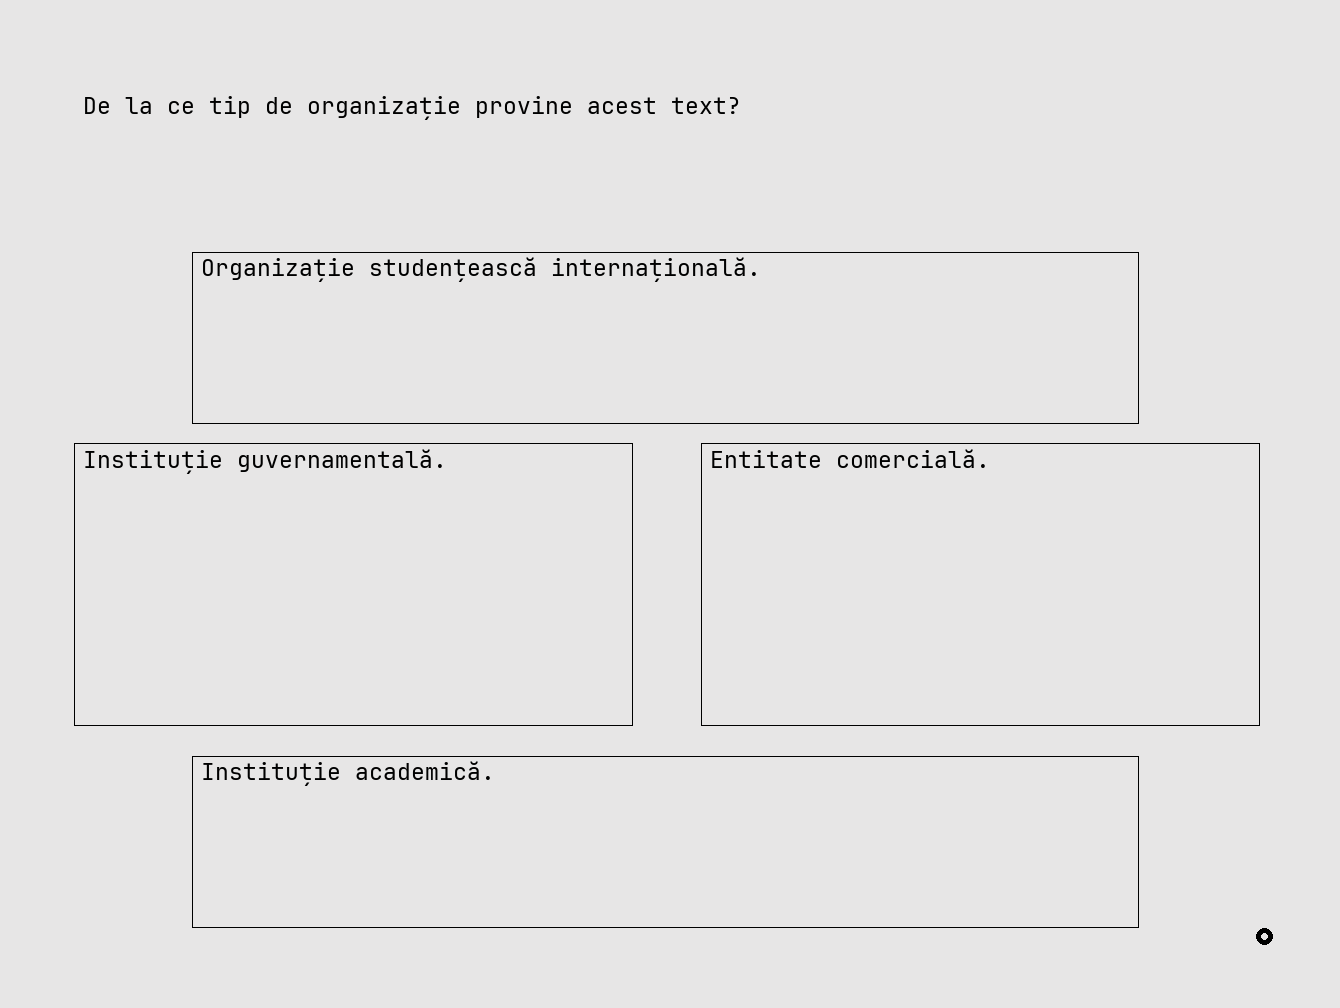 De la ce tip de organizație provine acest text?
Organizație studențească internațională.
Instituție guvernamentală.
Entitate comercială.
Instituție academică.